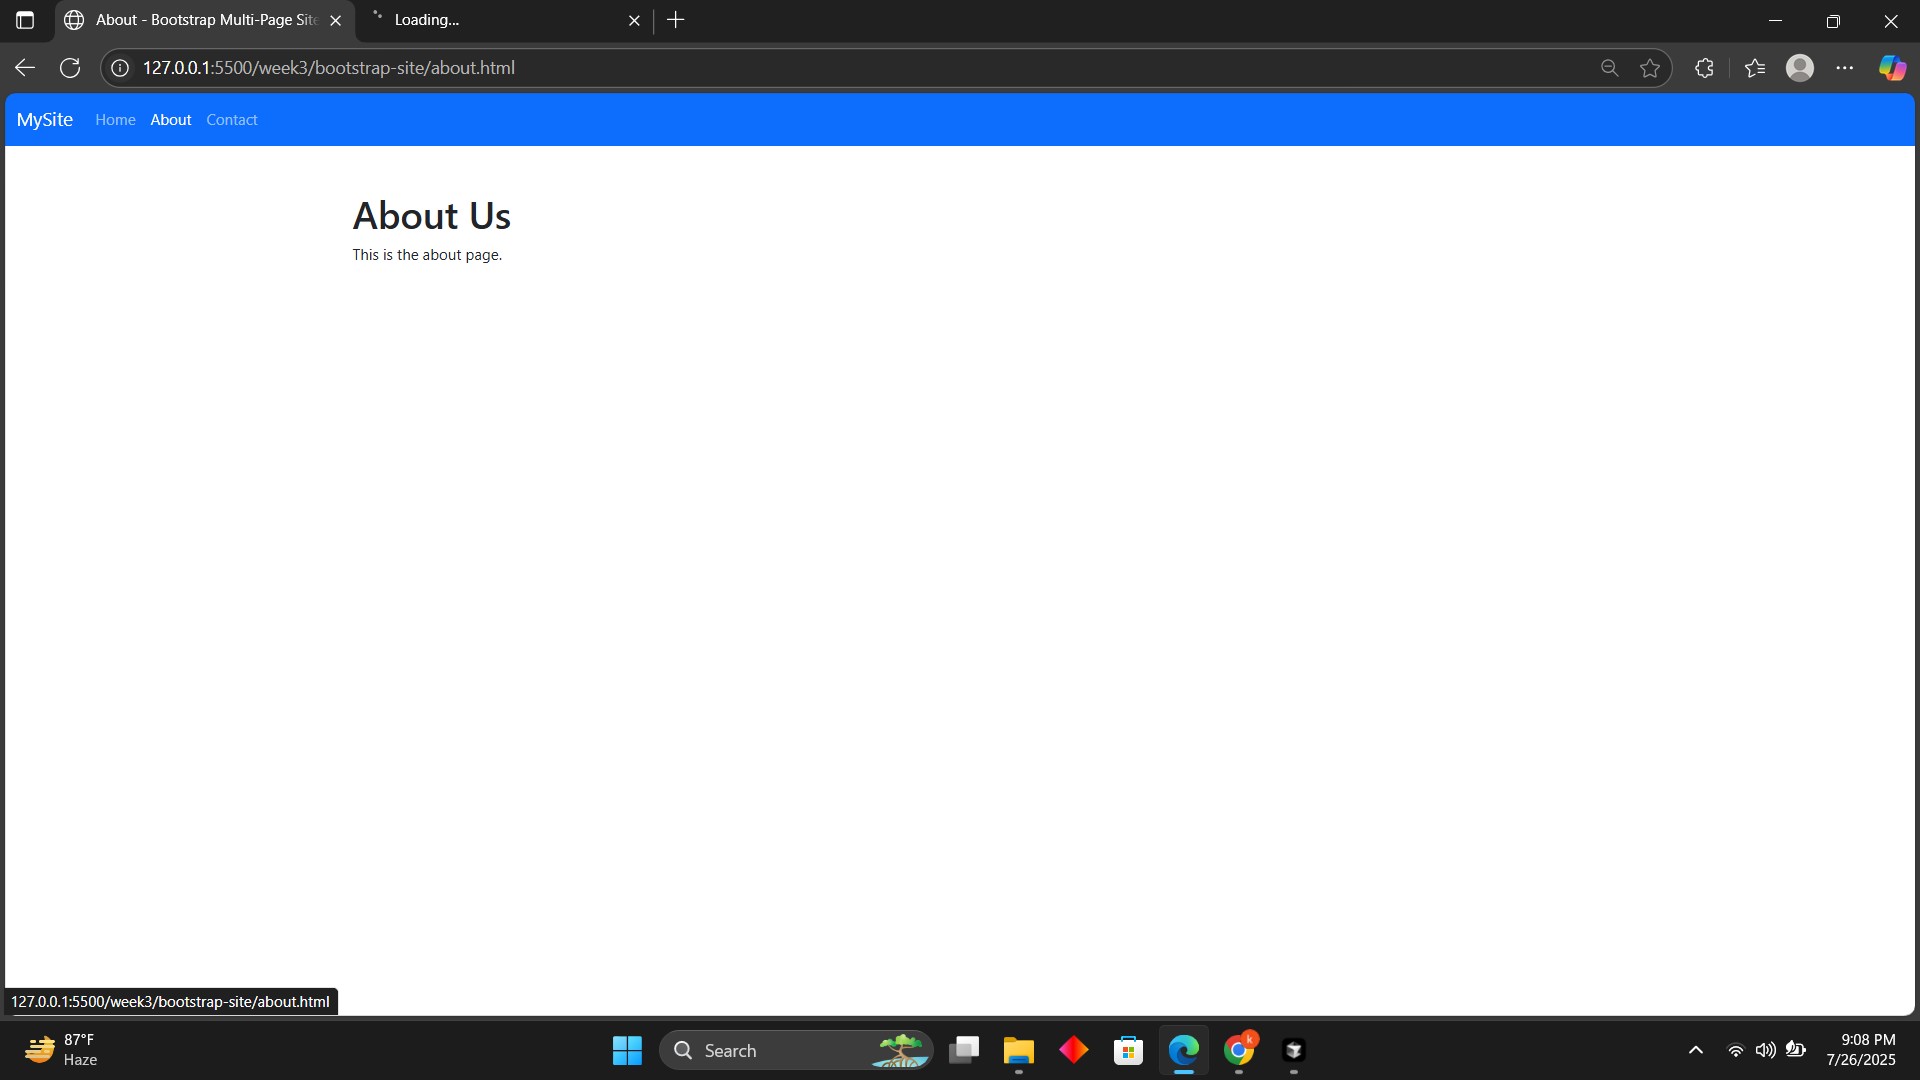 About - Bootstrap Multi-Page Site
Loading...
127.0.0.1:5500/week3/bootstrap-site/about.html
MySite Home About Contact
About Us
This is the about page.
127.0.0.1:5500/week3/bootstrap-site/about.html
87°F
Haze
Search
k
9:08 PM
7/26/2025